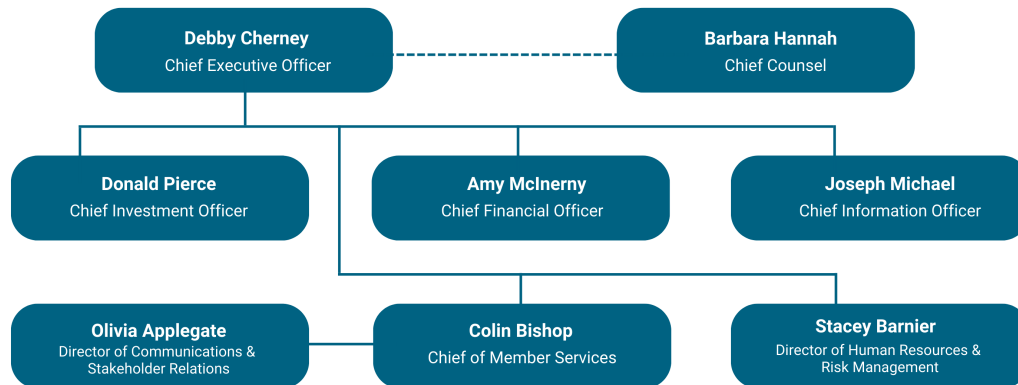 Debby Cherney
Chief Executive Officer
Barbara Hannah
Chief Counsel
Donald Pierce
Chief Investment Officer
Amy McInerny
Chief Financial Officer
Joseph Michael
Chief Information Officer
Olivia Applegate
Director of Communications &
Stakeholder Relations
Colin Bishop
Chief of Member Services
Stacey Barnier
Director of Human Resources &
Risk Management